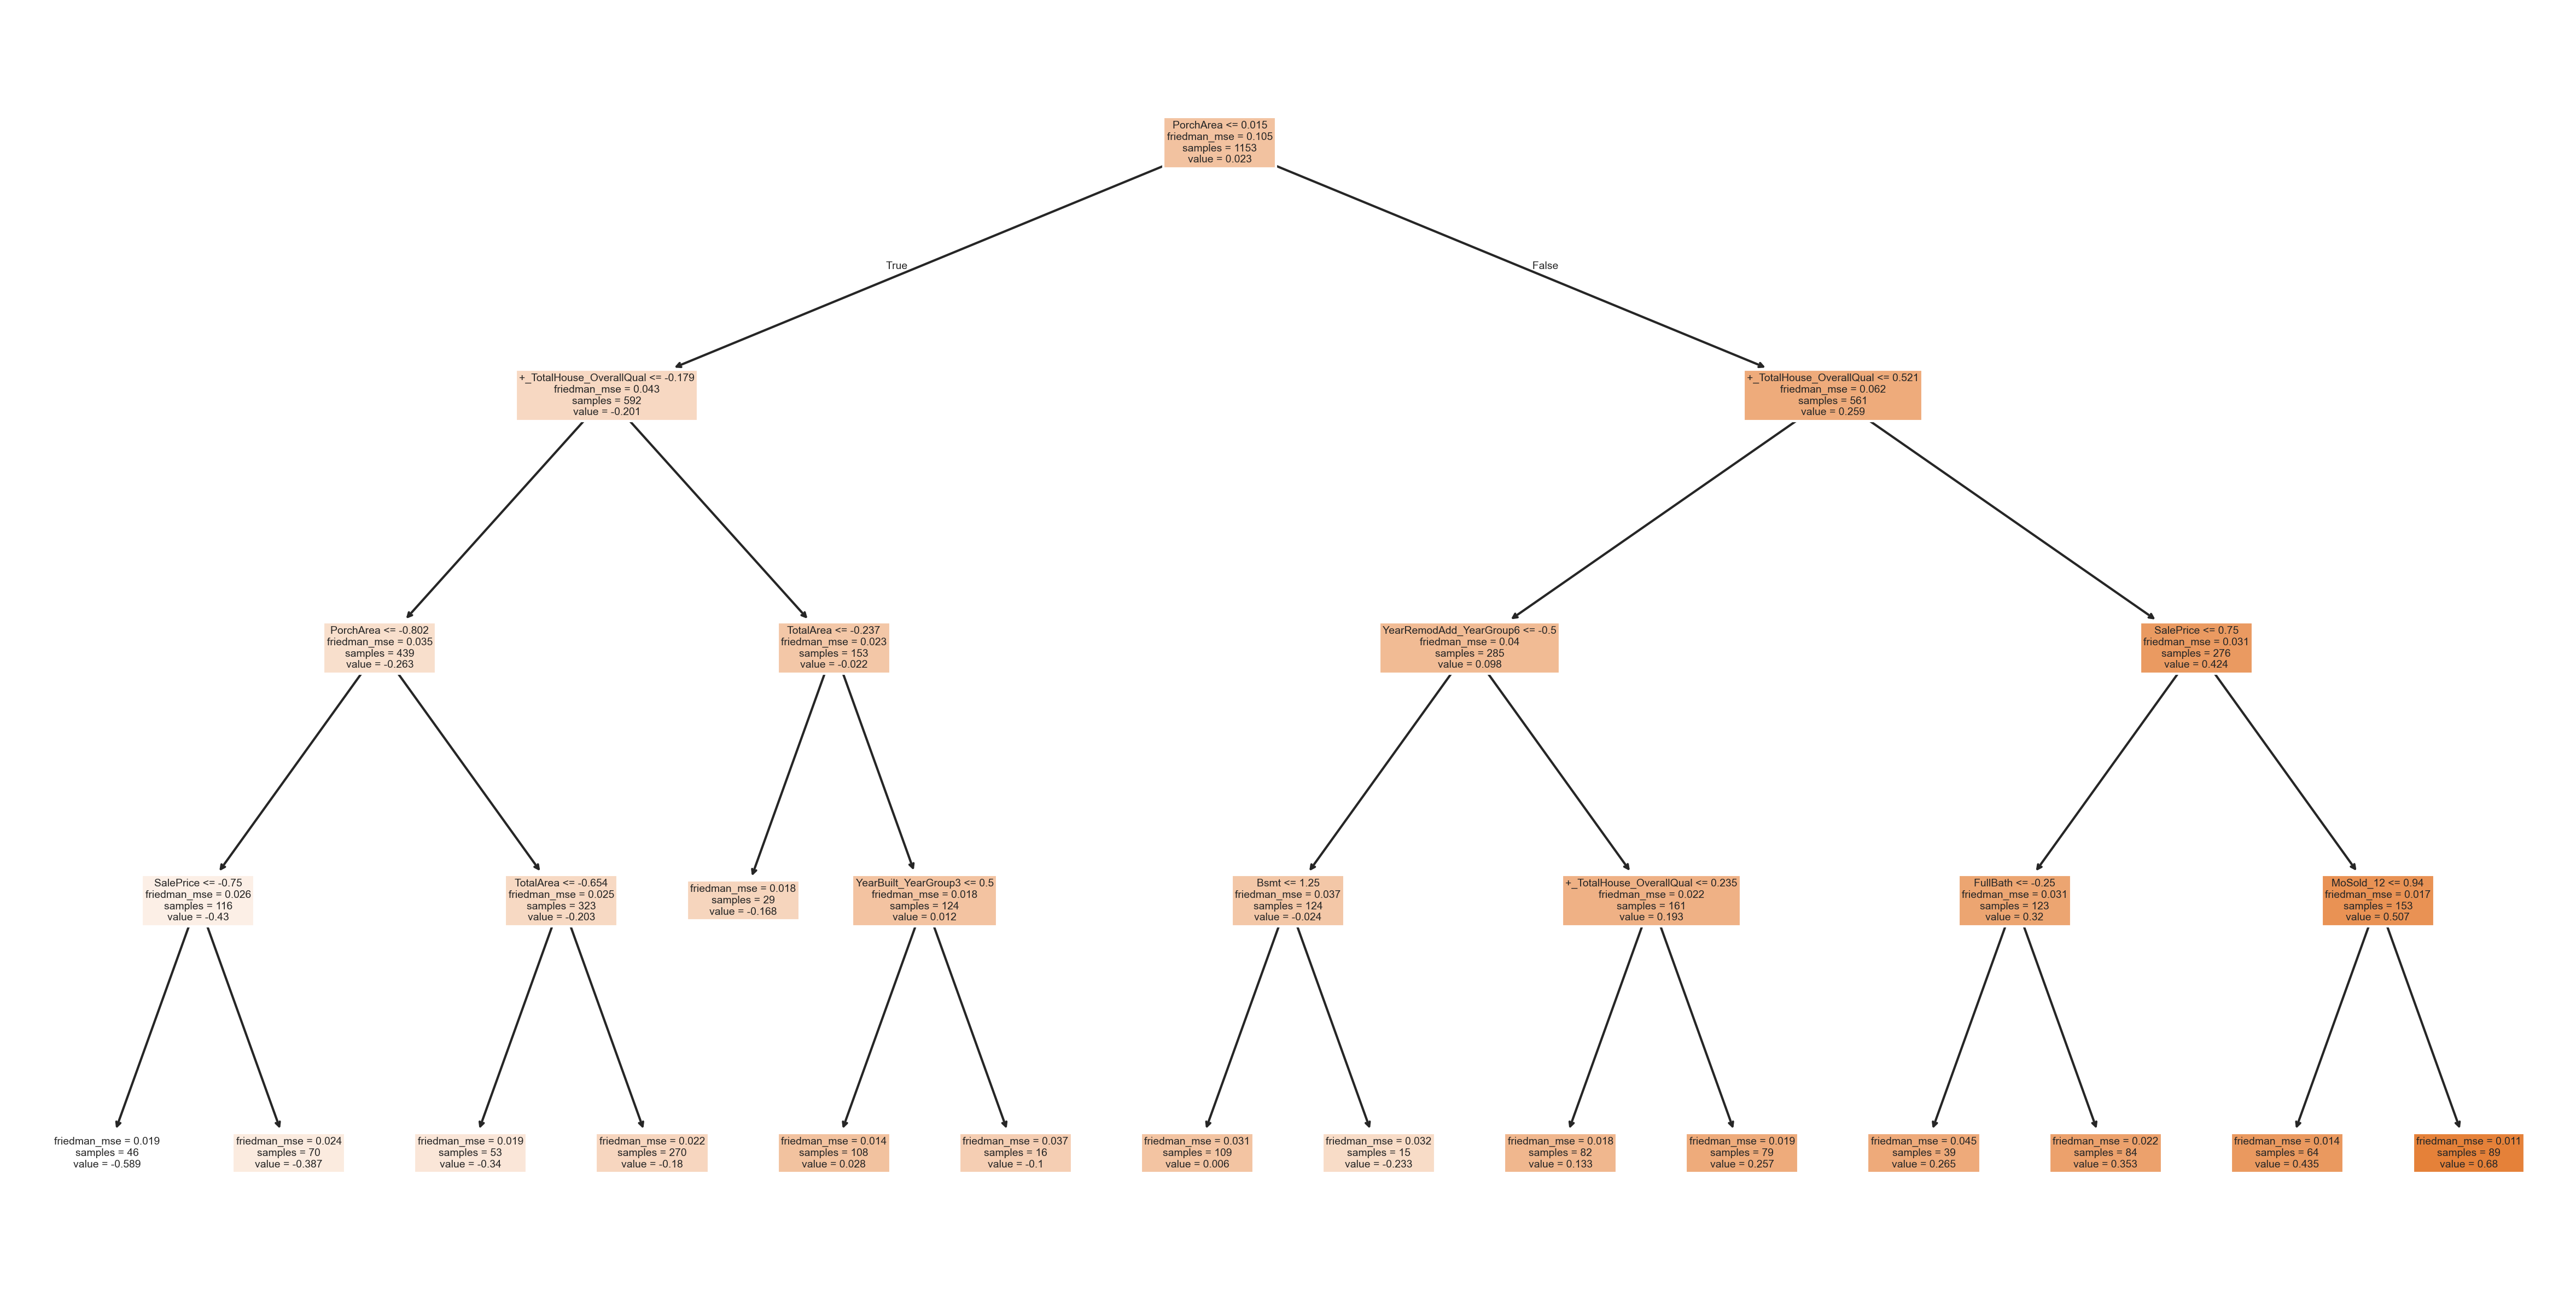 PorchArea <= 0.015
friedman_mse = 0.105
samples = 1153
value = 0.023
True
False
+_TotalHouse_OverallQual <= -0.179
friedman_mse = 0.043
samples = 592
value = -0.201
+_TotalHouse_OverallQual <= 0.521
friedman_mse = 0.062
samples = 561
value = 0.259
PorchArea <= -0.802
friedman_mse = 0.035
samples = 439
value = -0.263
TotalArea <= -0.237
friedman_mse = 0.023
samples = 153
value = -0.022
YearRemodAdd_YearGroup6 <= -0.5
friedman_mse = 0.04
samples = 285
value = 0.098
SalePrice <= 0.75
friedman_mse = 0.031
samples = 276
value = 0.424
SalePrice <= -0.75
friedman_mse = 0.026
samples = 116
value = -0.43
TotalArea <= -0.654
friedman_mse = 0.025
samples = 323
value = -0.203
friedman_mse = 0.018
samples = 29
value = -0.168
YearBuilt_YearGroup3 <= 0.5
friedman_mse = 0.018
samples = 124
value = 0.012
Bsmt <= 1.25
friedman_mse = 0.037
samples = 124
value = -0.024
+_TotalHouse_OverallQual <= 0.235
friedman_mse = 0.022
samples = 161
value = 0.193
FullBath <= -0.25
friedman_mse = 0.031
samples = 123
value = 0.32
MoSold_12 <= 0.94
friedman_mse = 0.017
samples = 153
value = 0.507
friedman_mse = 0.019
samples = 46
value = -0.589
friedman_mse = 0.024
samples = 70
value = -0.387
friedman_mse = 0.019
samples = 53
value = -0.34
friedman_mse = 0.022
samples = 270
value = -0.18
friedman_mse = 0.014
samples = 108
value = 0.028
friedman_mse = 0.037
samples = 16
value = -0.1
friedman_mse = 0.031
samples = 109
value = 0.006
friedman_mse = 0.032
samples = 15
value = -0.233
friedman_mse = 0.018
samples = 82
value = 0.133
friedman_mse = 0.019
samples = 79
value = 0.257
friedman_mse = 0.045
samples = 39
value = 0.265
friedman_mse = 0.022
samples = 84
value = 0.353
friedman_mse = 0.014
samples = 64
value = 0.435
friedman_mse = 0.011
samples = 89
value = 0.68